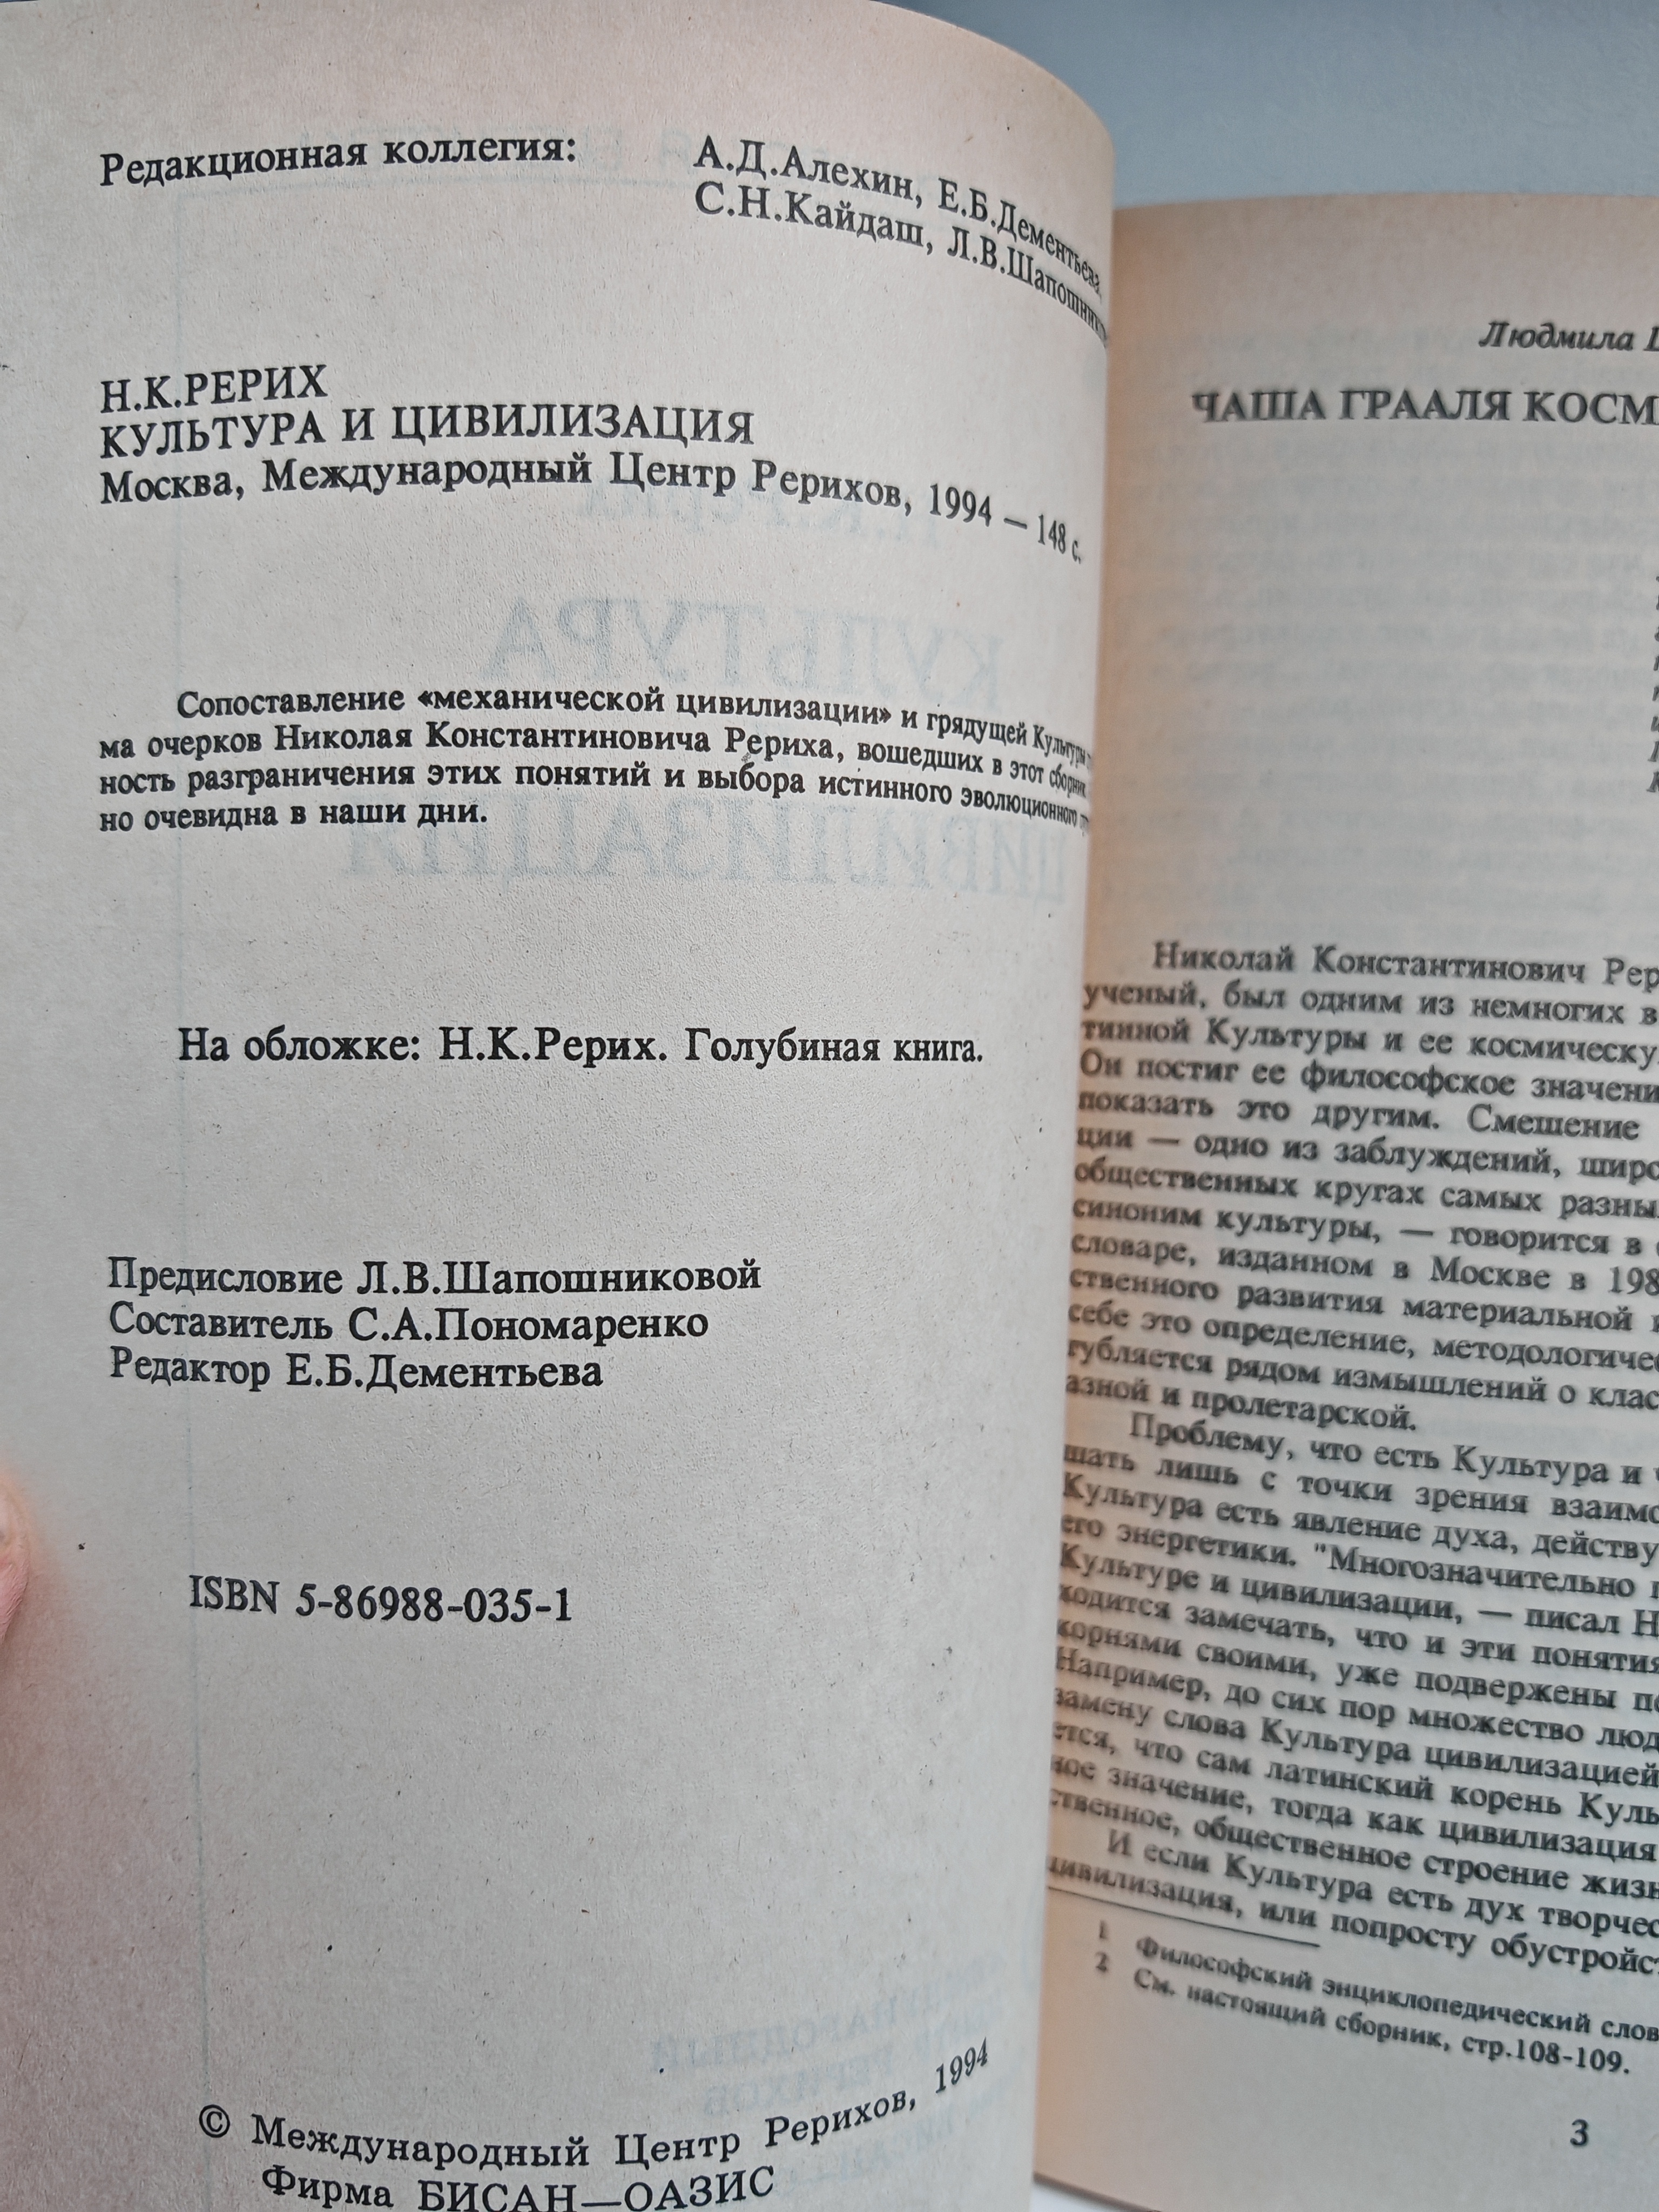 Редакционная коллегия:
А.Д.Алехин, Е.Б.Дементьева,
С.Н.Кайдаш, Л.В.
Н.К.РЕРИХ
КУЛЬТУРА И ЦИВИЛИЗАЦИЯ
Москва, Международный Центр Рерихов, 1994 — 148 с.
Сопоставление «механической цивилизации» и грядущей Культуры
ма очерков Николая Константиновича Рериха, вошедших в этот сборник
ность разграничения этих понятий и выбора истинного эволюционного
но очевидна в наши дни.
На обложке: Н.К.Рерих. Голубиная книга.
Предисловие Л.В.Шапошниковой
Составитель С.А.Пономаренко
Редактор Е.Б.Дементьева
ISBN 5-86988-035-1
© Международный Центр Рерихов, 1994
Фирма БИСАН—ОАЗИС
Людмила
ЧАША ГРААЛЯ КОСМ
Николай Константинович Рер
ученый, был одним из немногих в
тинной Культуры и ее космическу
Он постиг ее философское значени
показать это другим. Смешение
ции — одно из заблуждений, широ
общественных кругах самых разны
синоним культуры, — говорится в
словаре, изданном в Москве в 198
ственного развития материальной
себе это определение, методологичес
губляется рядом измышлений о клас
азной и пролетарской.
Проблему, что есть Культура и
шать лишь с точки зрения взаимо
Культура есть явление духа, действу
его энергетики. "Многозначительно
Культуре и цивилизации, — писал Н
ходится замечать, что и эти понятия
корнями своими, уже подвержены
Например, до сих пор множество люд
замену слова Культура цивилизацией
ется, что сам латинский корень Куль
ное значение, тогда как цивилизация
ственное, общественное строение жизн
И если Культура есть дух творчес
цивилизация, или попросту обустройст
1 Философский энциклопедический слов
2 См. настоящий сборник, стр.108-109.
3